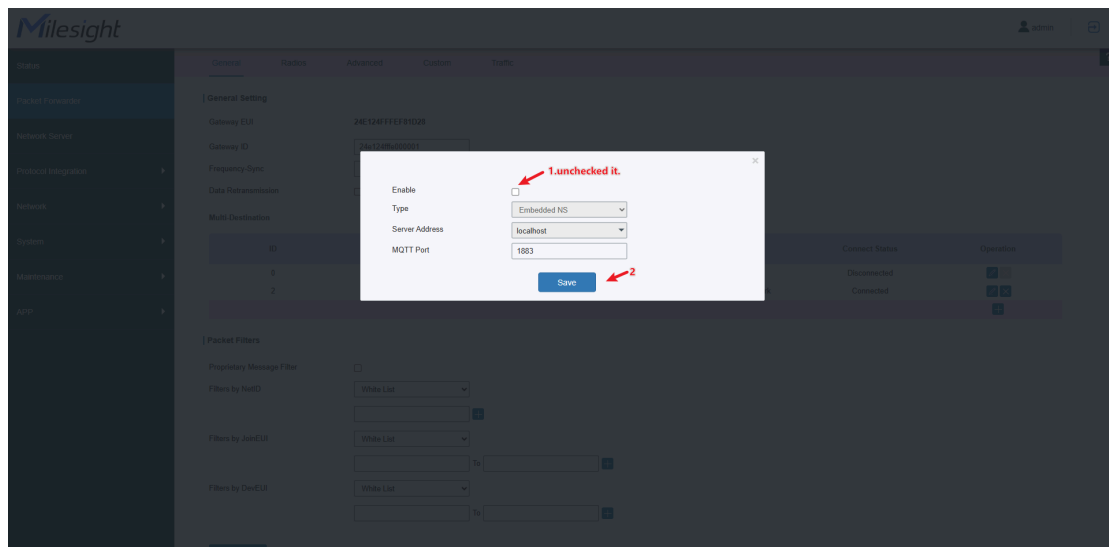 Milesight
admin
Status
General Radios Advanced Custom Traffic
Packet Forwarder
General Setting
Gateway EUI
Network Server
Gateway ID
Protocol Integration
Frequency-Sync
1.unchecked it.
Data Retransmission
Enable
Network
Type Embedded NS
Multi-Destination
Server Address localhost
System
MQTT Port 1883
ID Connect Status Operation
Maintenance
0 Disconnected
Save 2
2 Connected
APP
Packet Filters
Proprietary Message Filter
Filters by NetID White List
Filters by JoinEUI White List
To
Filters by DevEUI White List
To